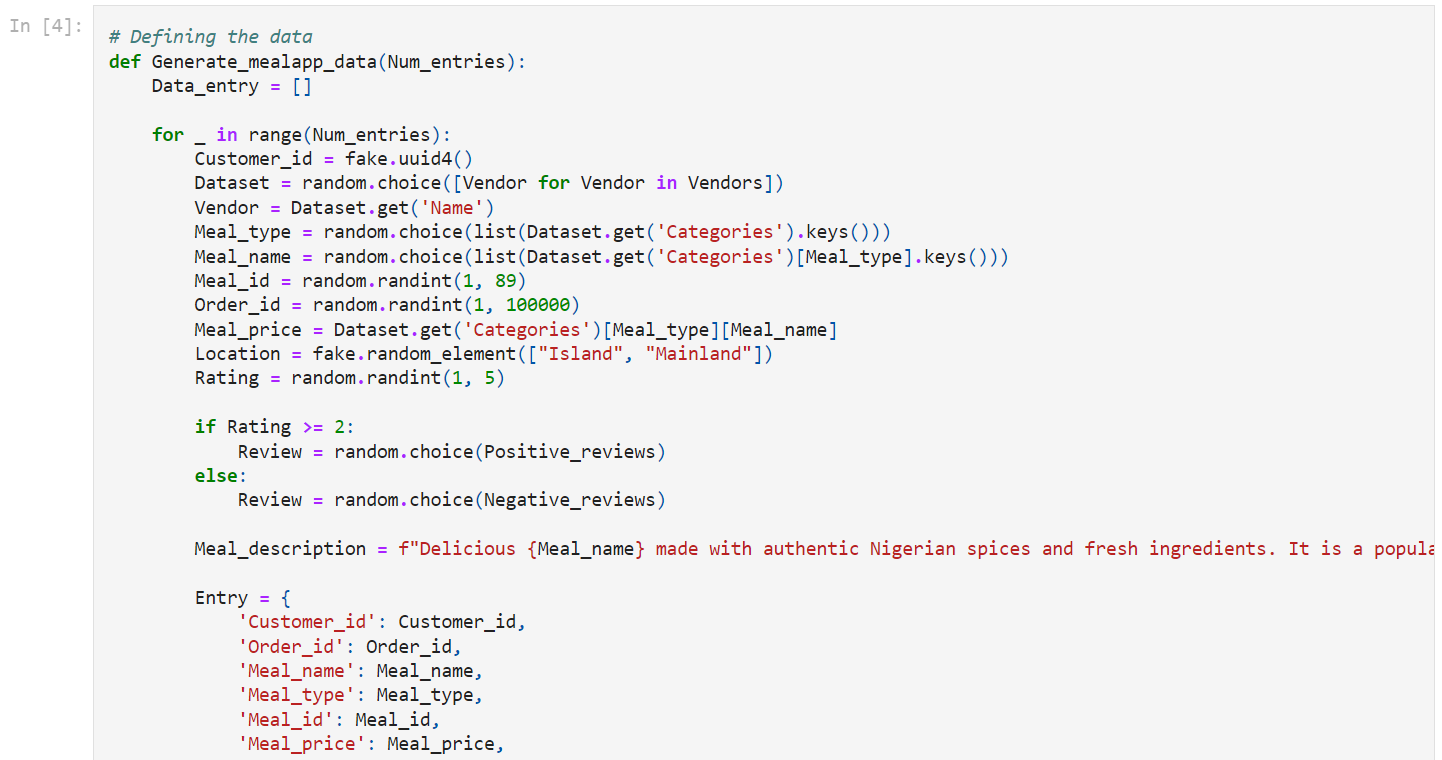 In [4]:
# Defining the data
def Generate_mealapp_data(Num_entries):
    Data_entry = []

    for _ in range(Num_entries):
        Customer_id = fake.uuid4()
        Dataset = random.choice([Vendor for Vendor in Vendors])
        Vendor = Dataset.get('Name')
        Meal_type = random.choice(list(Dataset.get('Categories').keys()))
        Meal_name = random.choice(list(Dataset.get('Categories')[Meal_type].keys()))
        Meal_id = random.randint(1, 89)
        Order_id = random.randint(1, 100000)
        Meal_price = Dataset.get('Categories')[Meal_type][Meal_name]
        Location = fake.random_element(["Island", "Mainland"])
        Rating = random.randint(1, 5)

        if Rating >= 2:
            Review = random.choice(Positive_reviews)
        else:
            Review = random.choice(Negative_reviews)

        Meal_description = f"Delicious {Meal_name} made with authentic Nigerian spices and fresh ingredients. It is a popula

        Entry = {
            'Customer_id': Customer_id,
            'Order_id': Order_id,
            'Meal_name': Meal_name,
            'Meal_type': Meal_type,
            'Meal_id': Meal_id,
            'Meal_price': Meal_price,